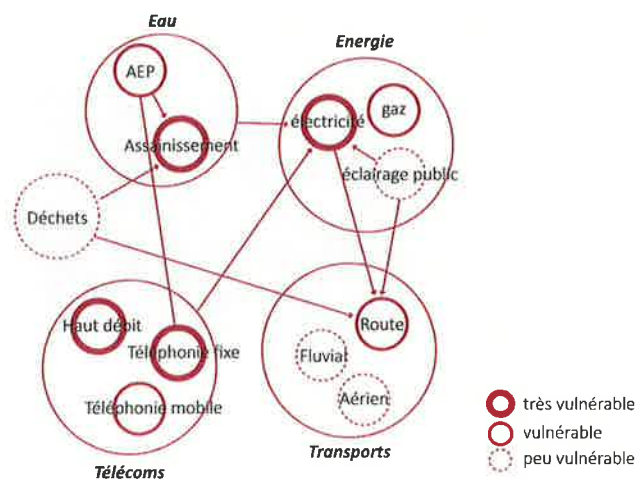 Eau
AEP
Assainissement
Energie
électricité
gaz
éclairage public
Déchets
Haut débit
Téléphonie fixe
Téléphonie mobile
Télécoms
Route
Fluvial
Aérien
Transports
très vulnérable
vulnérable
peu vulnérable